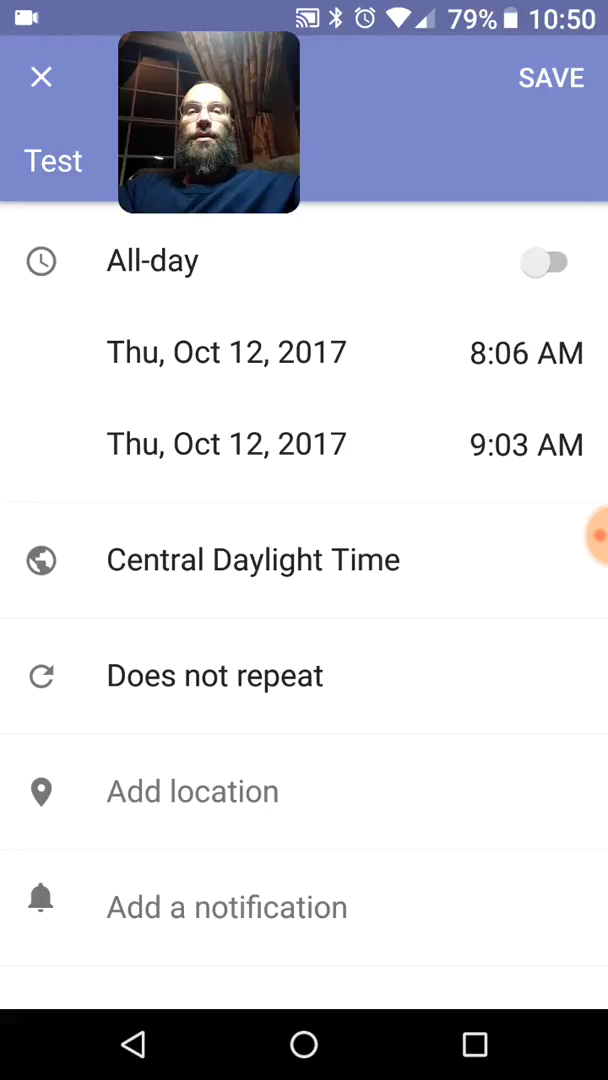 79% 10:50
SAVE
Test
All-day
Thu, Oct 12, 2017 8:06 AM
Thu, Oct 12, 2017 9:03 AM
Central Daylight Time
Does not repeat
Add location
Add a notification